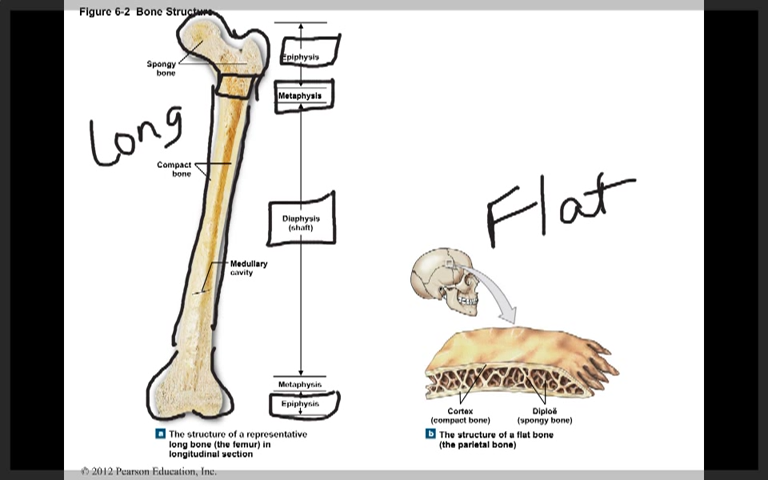 Figure 6-2 Bone Structure
Epiphysis
Spongy
bone
Metaphysis
Long
Compact
bone
Diaphysis
(shaft)
Flat
Medullary
cavity
Metaphysis
Epiphysis
Cortex
(compact bone)
Diploë
(spongy bone)
a The structure of a representative
long bone (the femur) in
longitudinal section
b The structure of a flat bone
(the parietal bone)
© 2012 Pearson Education, Inc.